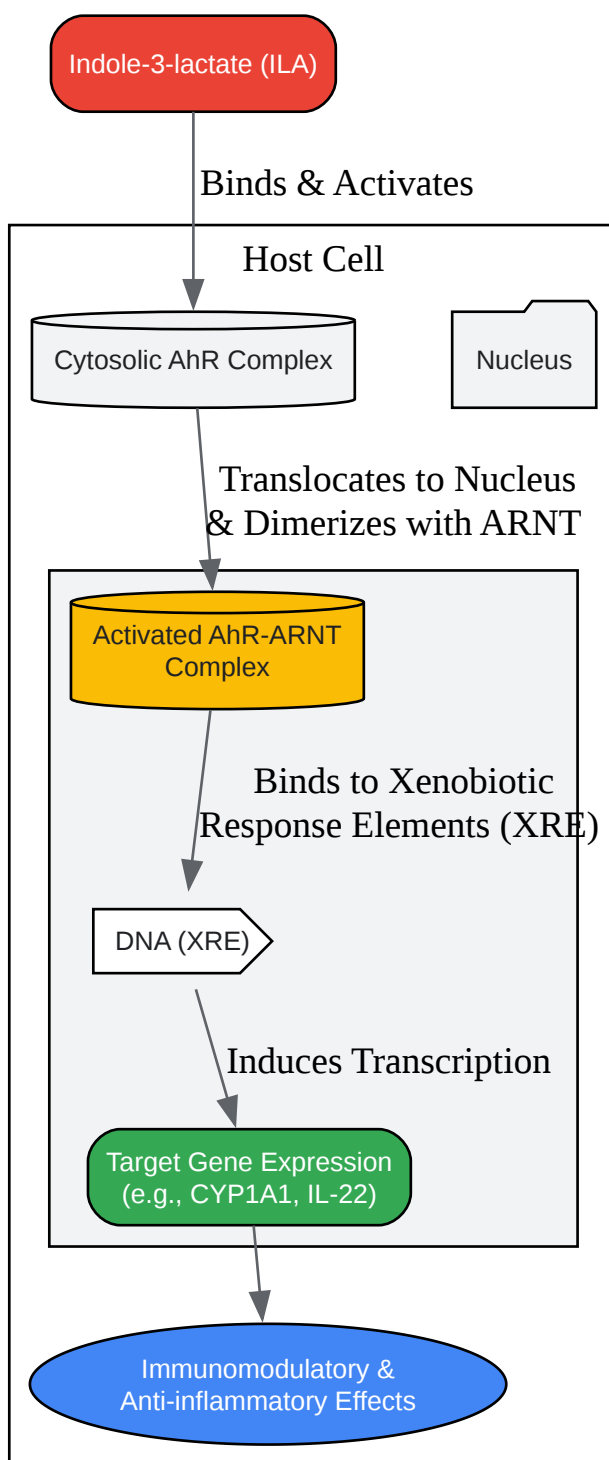 Indole-3-lactate (ILA)
Binds & Activates
Host Cell
Cytosolic AhR Complex
Nucleus
Translocates to Nucleus
& Dimerizes with ARNT
Activated AhR-ARNT
Complex
Binds to Xenobiotic
Response Elements (XRE)
DNA (XRE)
Induces Transcription
Target Gene Expression
(e.g., CYP1A1, IL-22)
Immunomodulatory &
Anti-inflammatory Effects